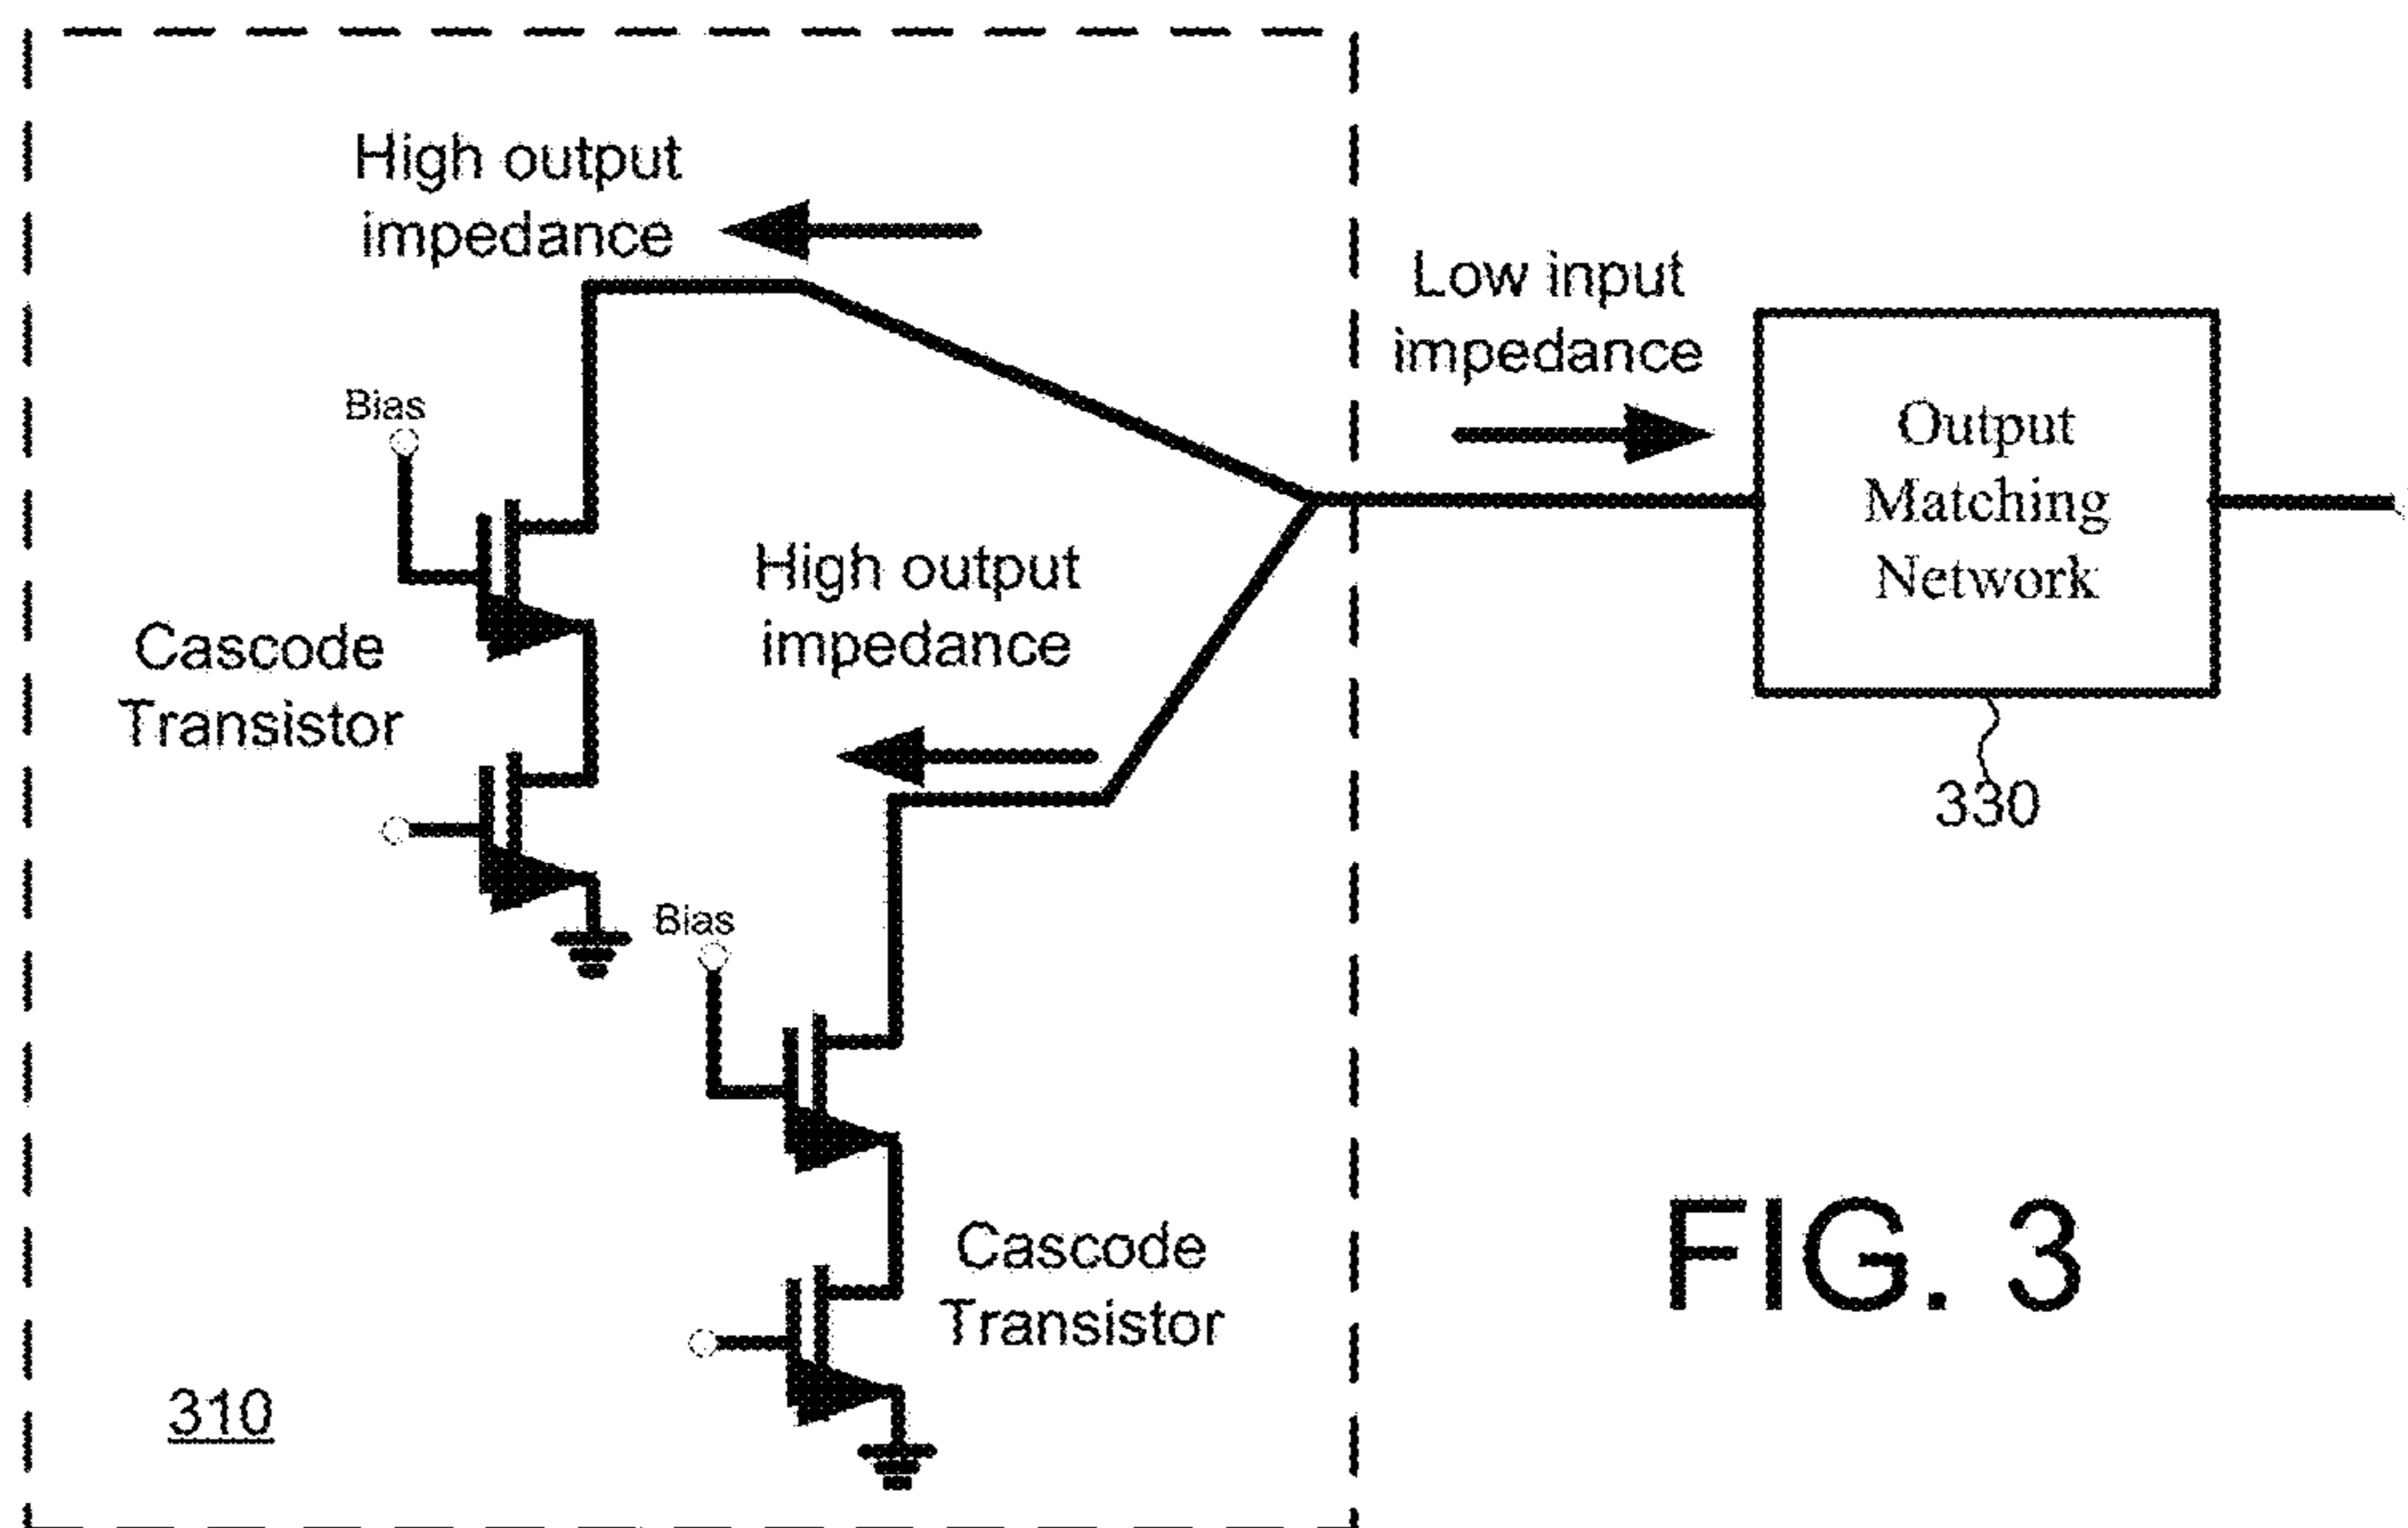 High output
impedance
Low input
impedance
Bias
Output
Matching
Network
High output
impedance
Cascode
Transistor
330
Bias
Cascode
Transistor
FIG. 3
310